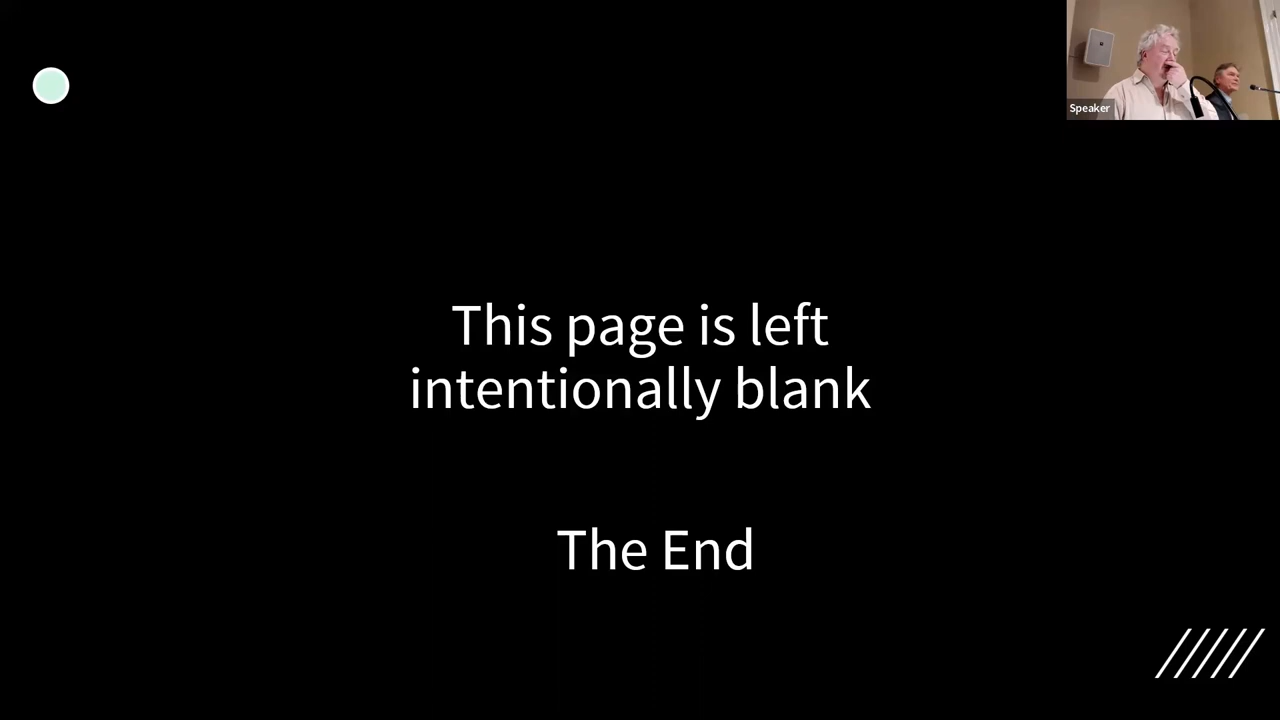 Speaker
This page is left
intentionally blank
The End